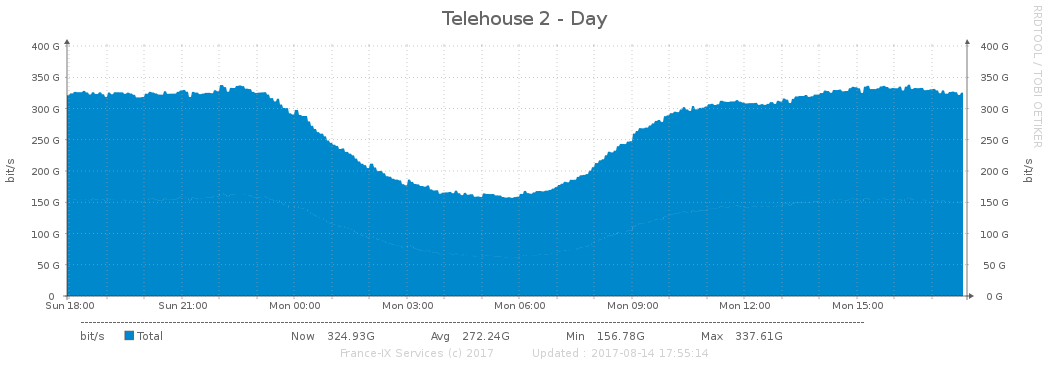 Telehouse 2 - Day
RRDTOOL / TOBI OETIKER
bit/s
400 G 400 G
350 G 350 G
300 G 300 G
250 G 250 G
200 G 200 G
150 G 150 G
100 G 100 G
50 G 50 G
0 0 G
bit/s
Sun 18:00 Sun 21:00 Mon 00:00 Mon 03:00 Mon 06:00 Mon 09:00 Mon 12:00 Mon 15:00
bit/s Total Now 324.93G Avg 272.24G Min 156.78G Max 337.61G
France-IX Services (c) 2017 Updated : 2017-08-14 17:55:14